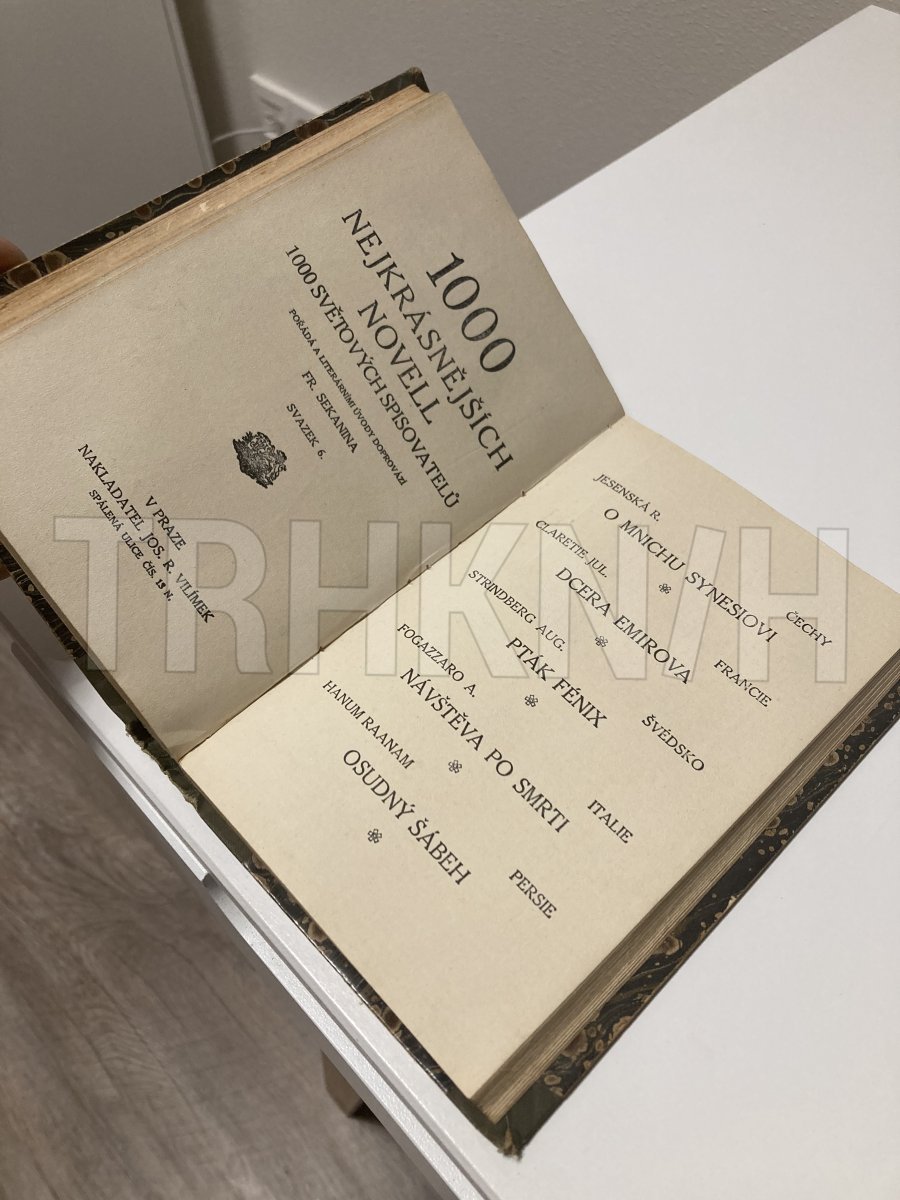 1000
NEJKRÁSNĚJŠÍCH
NOVELL
1000 SVĚTOVÝCH SPISOVATELŮ
POŘÁDÁ A LITERÁRNÍMI ÚVODY DOPROVÁZÍ
FR. SEKANINA
SVAZEK 6.
V PRAZE
NAKLADATEL JOS. R. VILÍMEK
SPÁLENÁ ULICE ČÍS. 13 N.
JESENSKÁ R. ČECHY
O MNICHU SYNESIOVI
CLARETIE JUL. FRANCIE
DCERA EMIROVA
STRINDBERG AUG. ŠVÉDSKO
PTÁK FÉNIX
FOGAZZARO A. ITALIE
NÁVŠTĚVA PO SMRTI
HANUM RAANAM PERSIE
OSUDNÝ ŠÁBEH
TRHKNIH